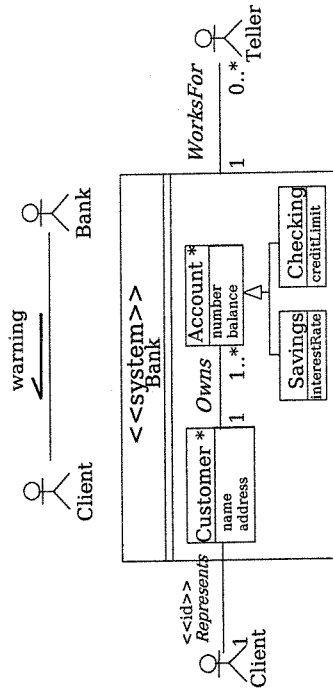 warning
Client
Bank
<<system>>
Bank
<<id>>
Represents
1
Client
Customer *
name
address
Owns
1
1..*
Account *
number
balance
Savings
interestRate
Checking
creditLimit
WorksFor
1
0..*
Teller